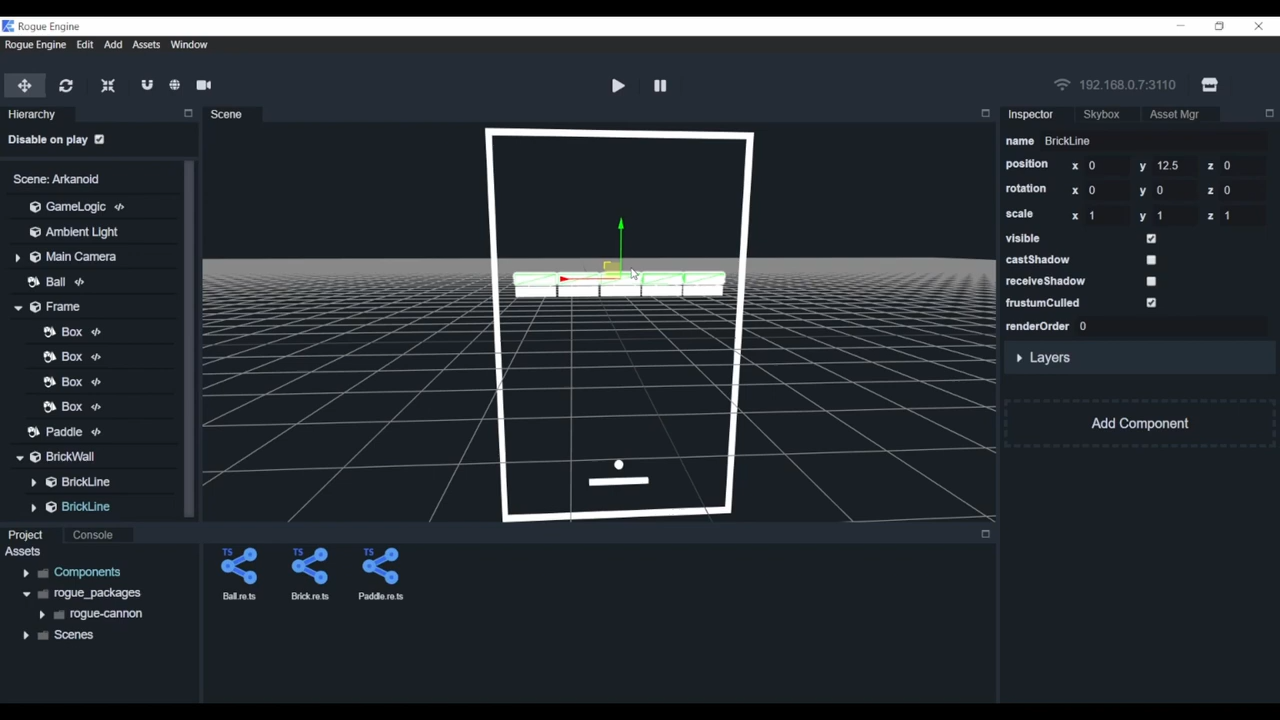 Rogue Engine
Rogue Engine Edit Add Assets Window
192.168.0.7:3110
Hierarchy
Disable on play
Scene: Arkanoid
GameLogic
Ambient Light
Main Camera
Ball
Frame
Box
Box
Box
Box
Paddle
BrickWall
BrickLine
BrickLine
Scene
Inspector Skybox Asset Mgr
name BrickLine
position x 0 y 12.5 z 0
rotation x 0 y 0 z 0
scale x 1 y 1 z 1
visible
castShadow
receiveShadow
frustumCulled
renderOrder 0
Layers
Add Component
Project Console
Assets
Components
rogue_packages
rogue-cannon
Scenes
TS TS TS
Ball.re.ts Brick.re.ts Paddle.re.ts